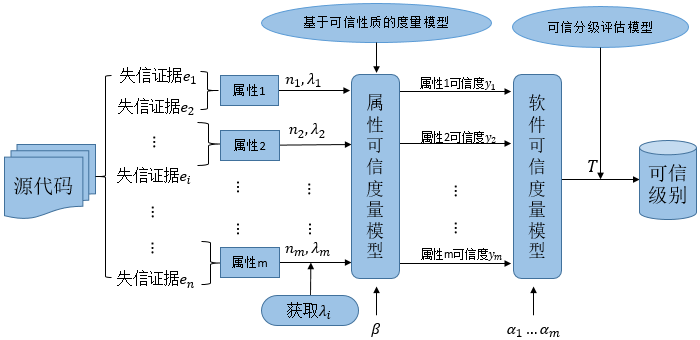 基于可信性质的度量模型
可信分级评估模型
源代码
失信证据e₁
失信证据e₂
⋮
失信证据eᵢ
⋮
⋮
失信证据eₙ
属性1
属性2
⋮
属性m
n₁, λ₁
n₂, λ₂
⋮
nₘ, λₘ
获取λᵢ
属性可信度量模型
β
属性1可信度y₁
属性2可信度y₂
⋮
属性m可信度yₘ
软件可信度量模型
α₁ … αₘ
T
可信
级别